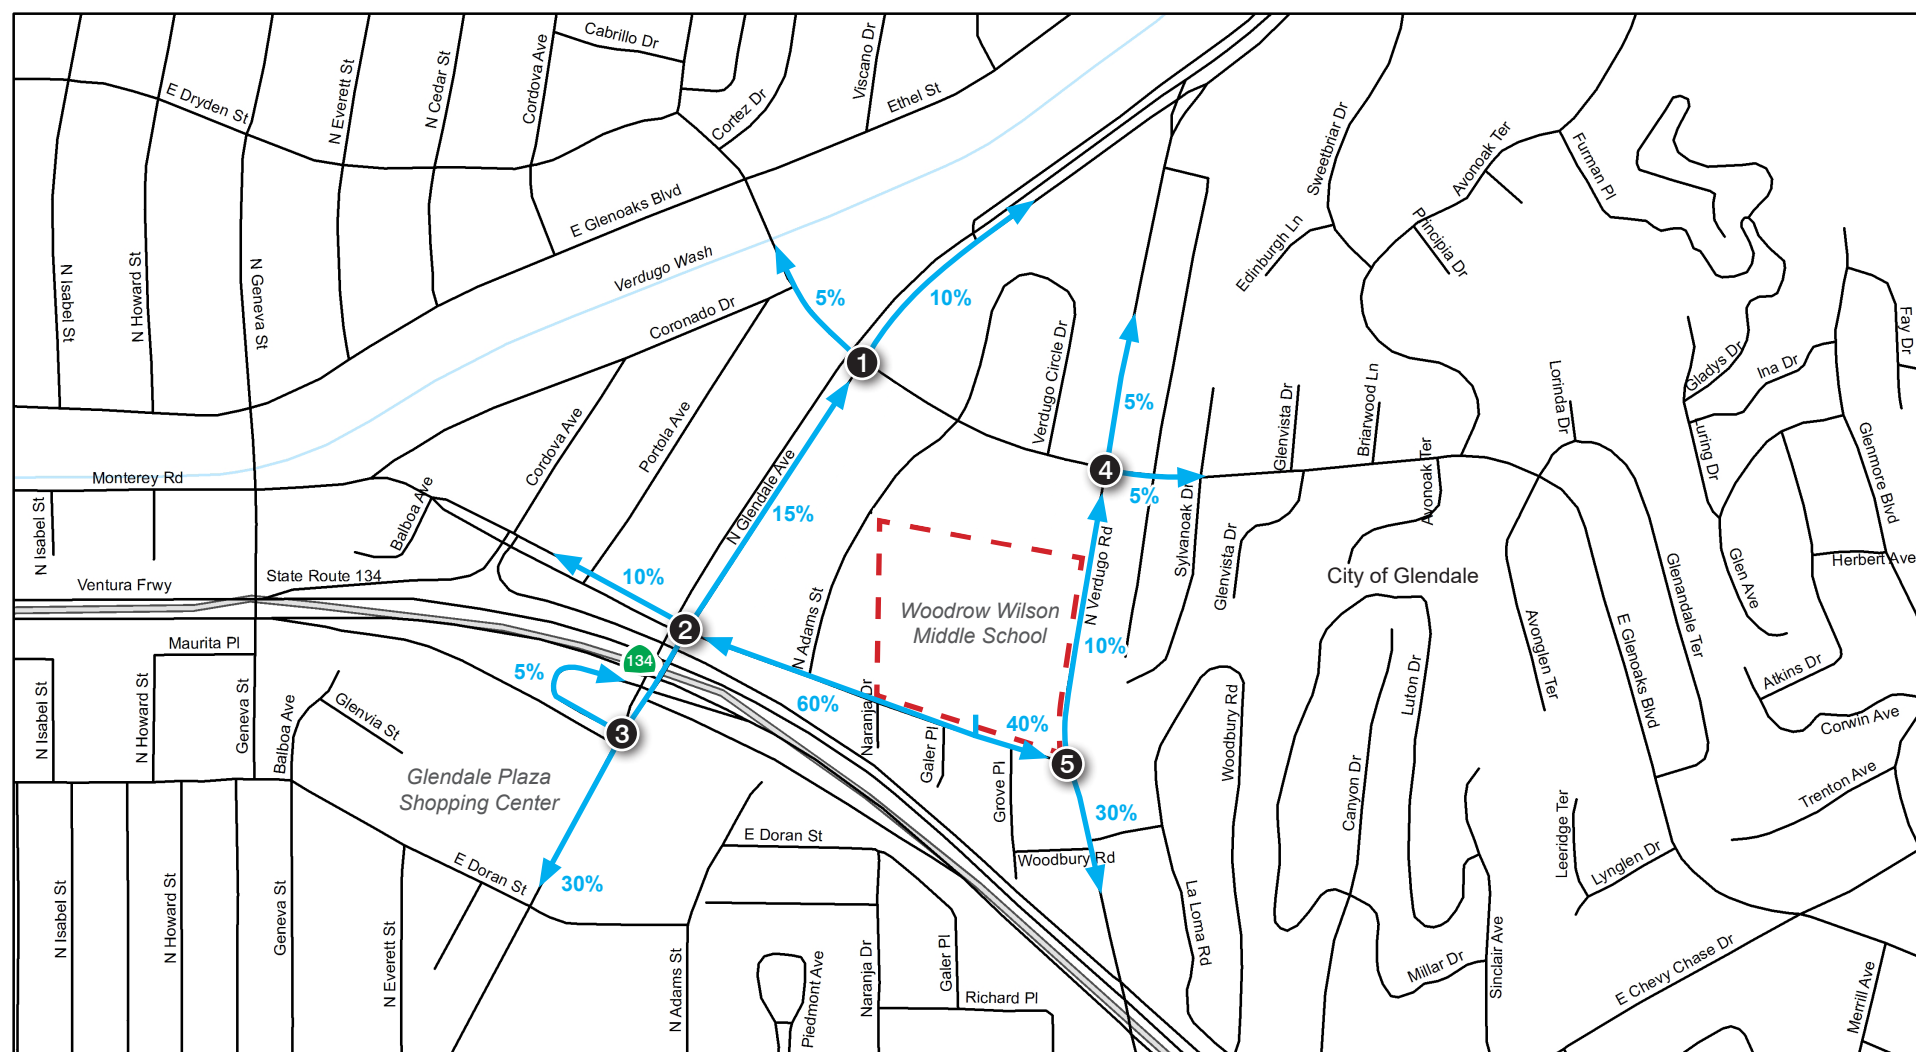 Cabrillo Dr
Viscano Dr
Cordova Ave
N Cedar St
N Everett St
E Dryden St
Cortez Dr
Ethel St
Sweetbriar Dr
Avonoak Ter
Furman Pl
E Glenoaks Blvd
Principia Dr
Edinburgh Ln
Verdugo Wash
N Isabel St
N Howard St
N Geneva St
Coronado Dr
5%
10%
Fay Dr
Verdugo Circle Dr
1
Gladys Dr
Ina Dr
Lorinda Dr
Briarwood Ln
Glenvista Dr
5%
Cordova Ave
Portola Ave
N Glendale Ave
4
5%
Avonoak Ter
Luring Dr
Glenmore Blvd
Monterey Rd
Balboa Ave
N Isabel St
15%
Sylvanoak Dr
N Verdugo Rd
Glenvista Dr
Ventura Frwy
State Route 134
10%
City of Glendale
Glen Ave
Herbert Ave
Glenandale Ter
Woodrow Wilson
Middle School
N Adams St
2
10%
Avonglen Ter
E Glenoaks Blvd
Maurita Pl
134
5%
60%
40%
Naranja Dr
Galer Pl
Luton Dr
Atkins Dr
Corwin Ave
N Isabel St
N Howard St
Geneva St
Balboa Ave
Glenvia St
3
5
Woodbury Rd
Grove Pl
Glendale Plaza
Shopping Center
30%
Canyon Dr
Trenton Ave
Leeridge Ter
Lynglen Dr
E Doran St
E Doran St
30%
Woodbury Rd
N Isabel St
N Howard St
Geneva St
N Everett St
N Adams St
Piedmont Ave
Naranja Dr
Galer Pl
Richard Pl
La Loma Rd
Millar Dr
Sinclair Ave
E Chevy Chase Dr
Merrill Ave